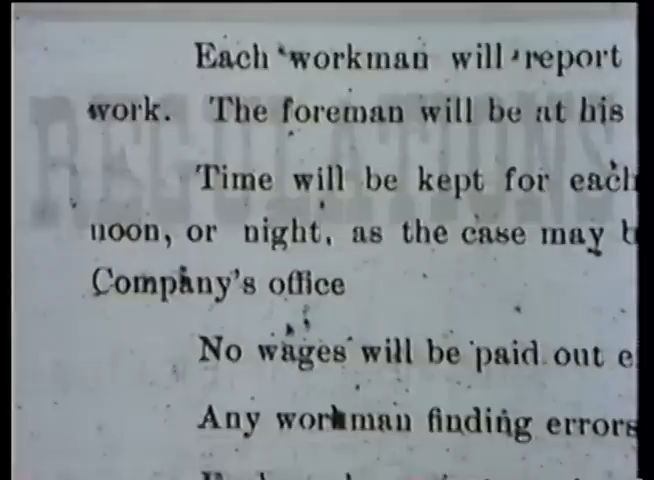 Each workman will report
work. The foreman will be at his
Time will be kept for each
noon, or night, as the case may b
Company's office
No wages will be paid out e
Any workman finding errors
REGULATIONS